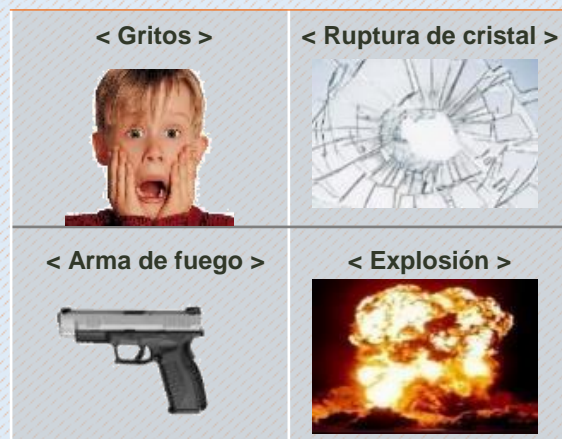 < Gritos >
< Ruptura de cristal >
< Arma de fuego >
< Explosión >